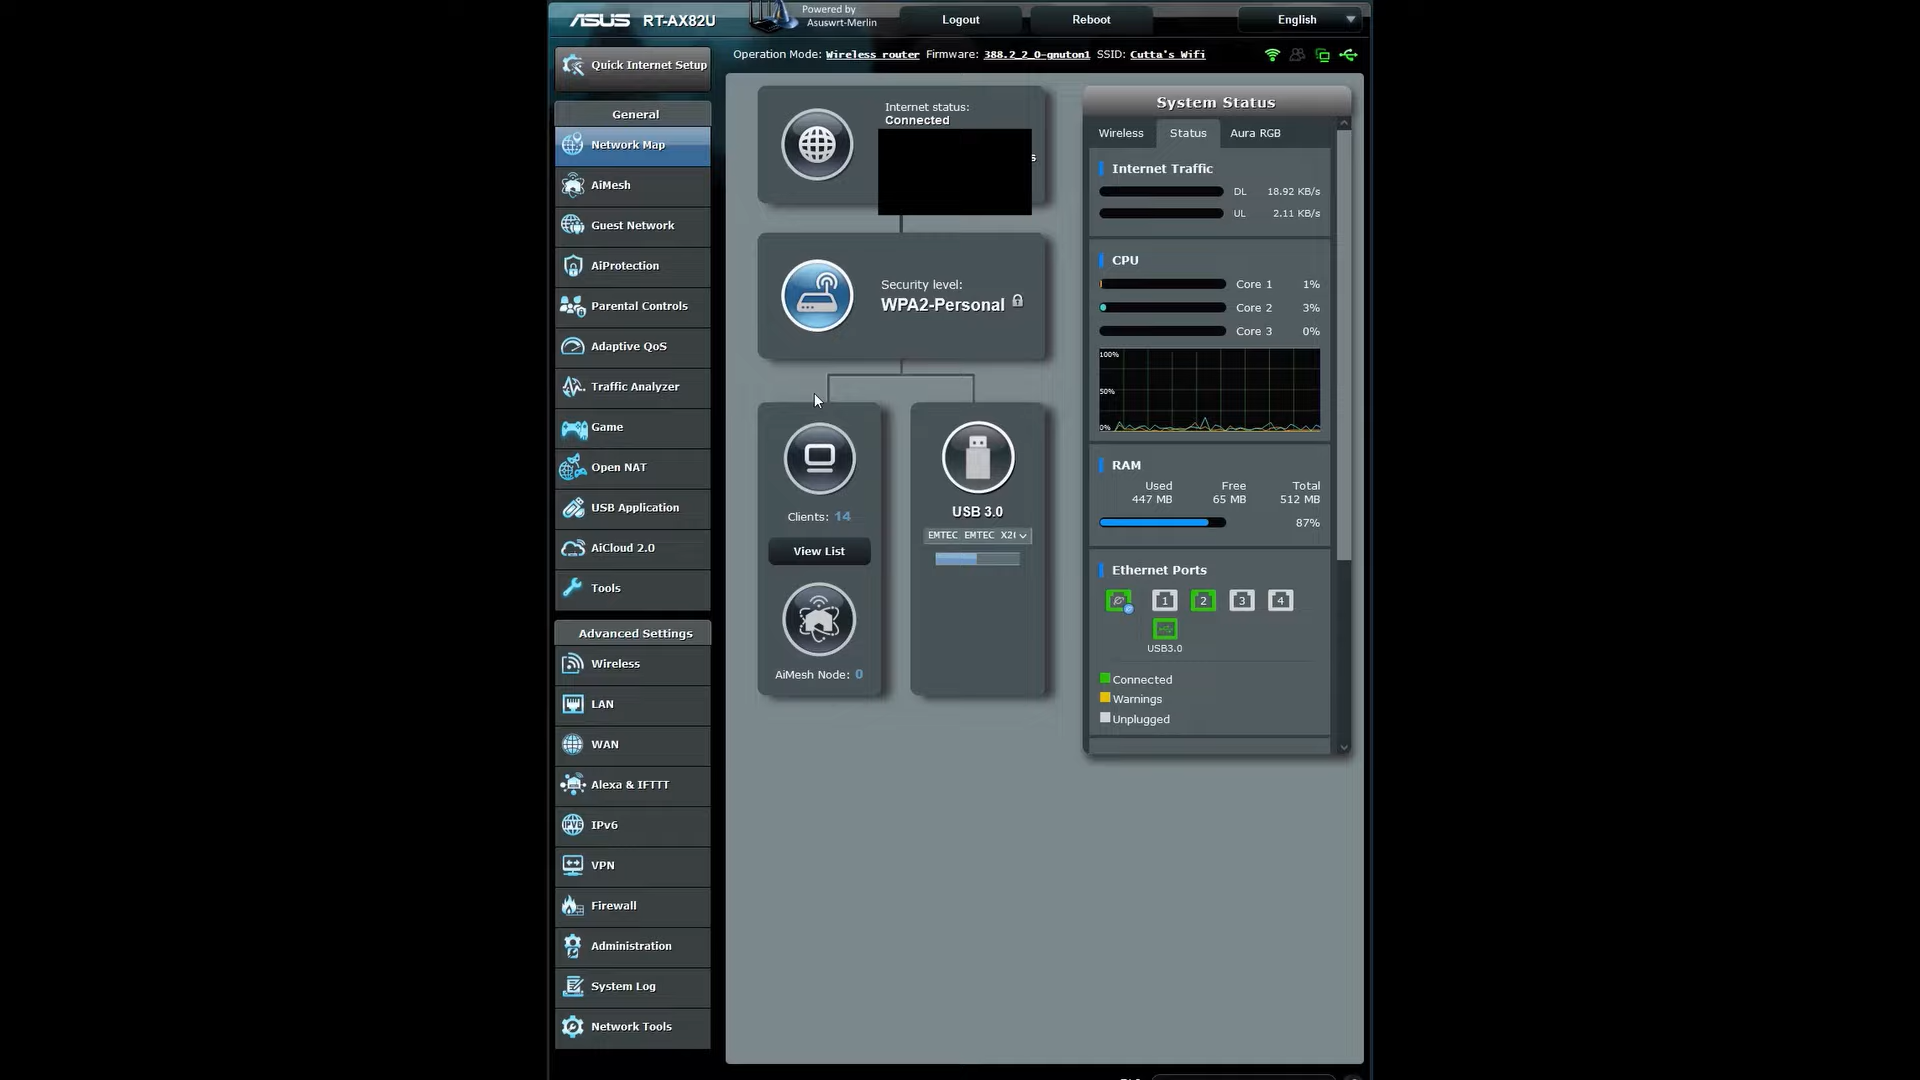 ASUS RT-AX82U
Powered by
Asuswrt-Merlin
Logout
Reboot
English
Quick Internet Setup
Operation Mode: Wireless router Firmware: 388.2_2_0-gnuton1 SSID: Cutta's Wifi
General
Network Map
AiMesh
Guest Network
AiProtection
Parental Controls
Adaptive QoS
Traffic Analyzer
Game
Open NAT
USB Application
AiCloud 2.0
Tools
Advanced Settings
Wireless
LAN
WAN
Alexa & IFTTT
IPv6
VPN
Firewall
Administration
System Log
Network Tools
Internet status:
Connected
s
Security level:
WPA2-Personal
Clients: 14
View List
AiMesh Node: 0
USB 3.0
EMTEC EMTEC X2(
System Status
Wireless Status Aura RGB
Internet Traffic
DL 18.92 KB/s
UL 2.11 KB/s
CPU
Core 1 1%
Core 2 3%
Core 3 0%
100%
50%
0%
RAM
Used Free Total
447 MB 65 MB 512 MB
87%
Ethernet Ports
1 2 3 4
USB3.0
Connected
Warnings
Unplugged